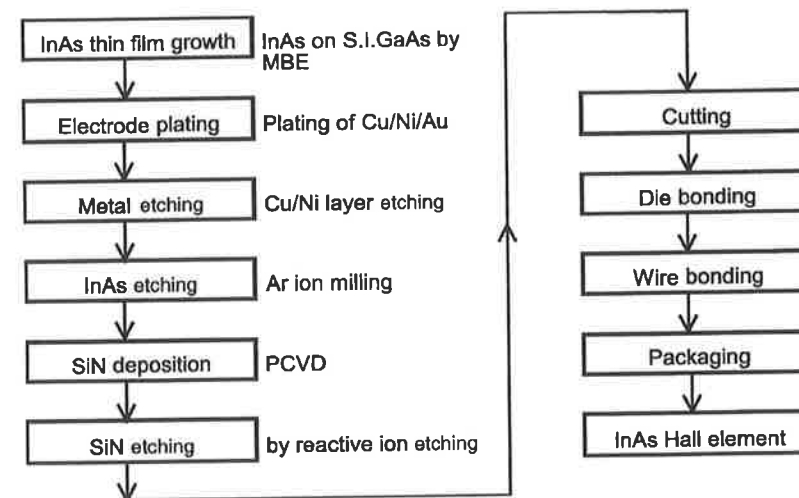 InAs thin film growth
InAs on S.I.GaAs by
MBE
Electrode plating
Plating of Cu/Ni/Au
Metal etching
Cu/Ni layer etching
InAs etching
Ar ion milling
SiN deposition
PCVD
SiN etching
by reactive ion etching
Cutting
Die bonding
Wire bonding
Packaging
InAs Hall element